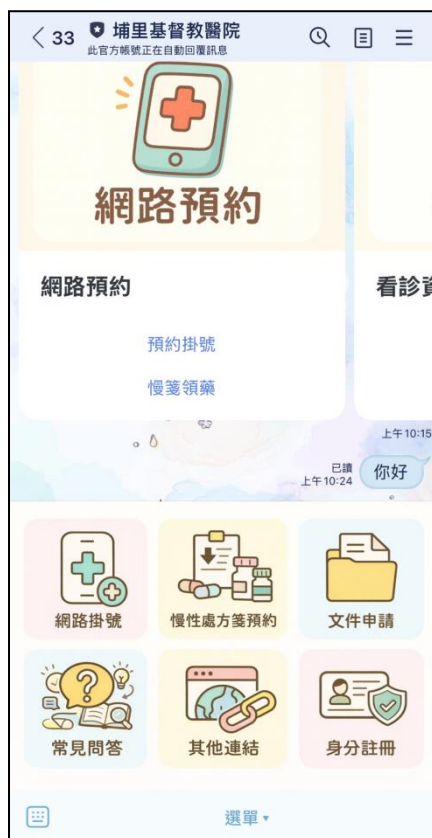 33 埔里基督教醫院
此官方帳號正在自動回覆訊息
網路預約
網路預約
看診資
預約掛號
慢箋領藥
上午10:15
已讀
上午10:24
你好
網路掛號
慢性處方箋預約
文件申請
常見問答
其他連結
身分註冊
選單▾